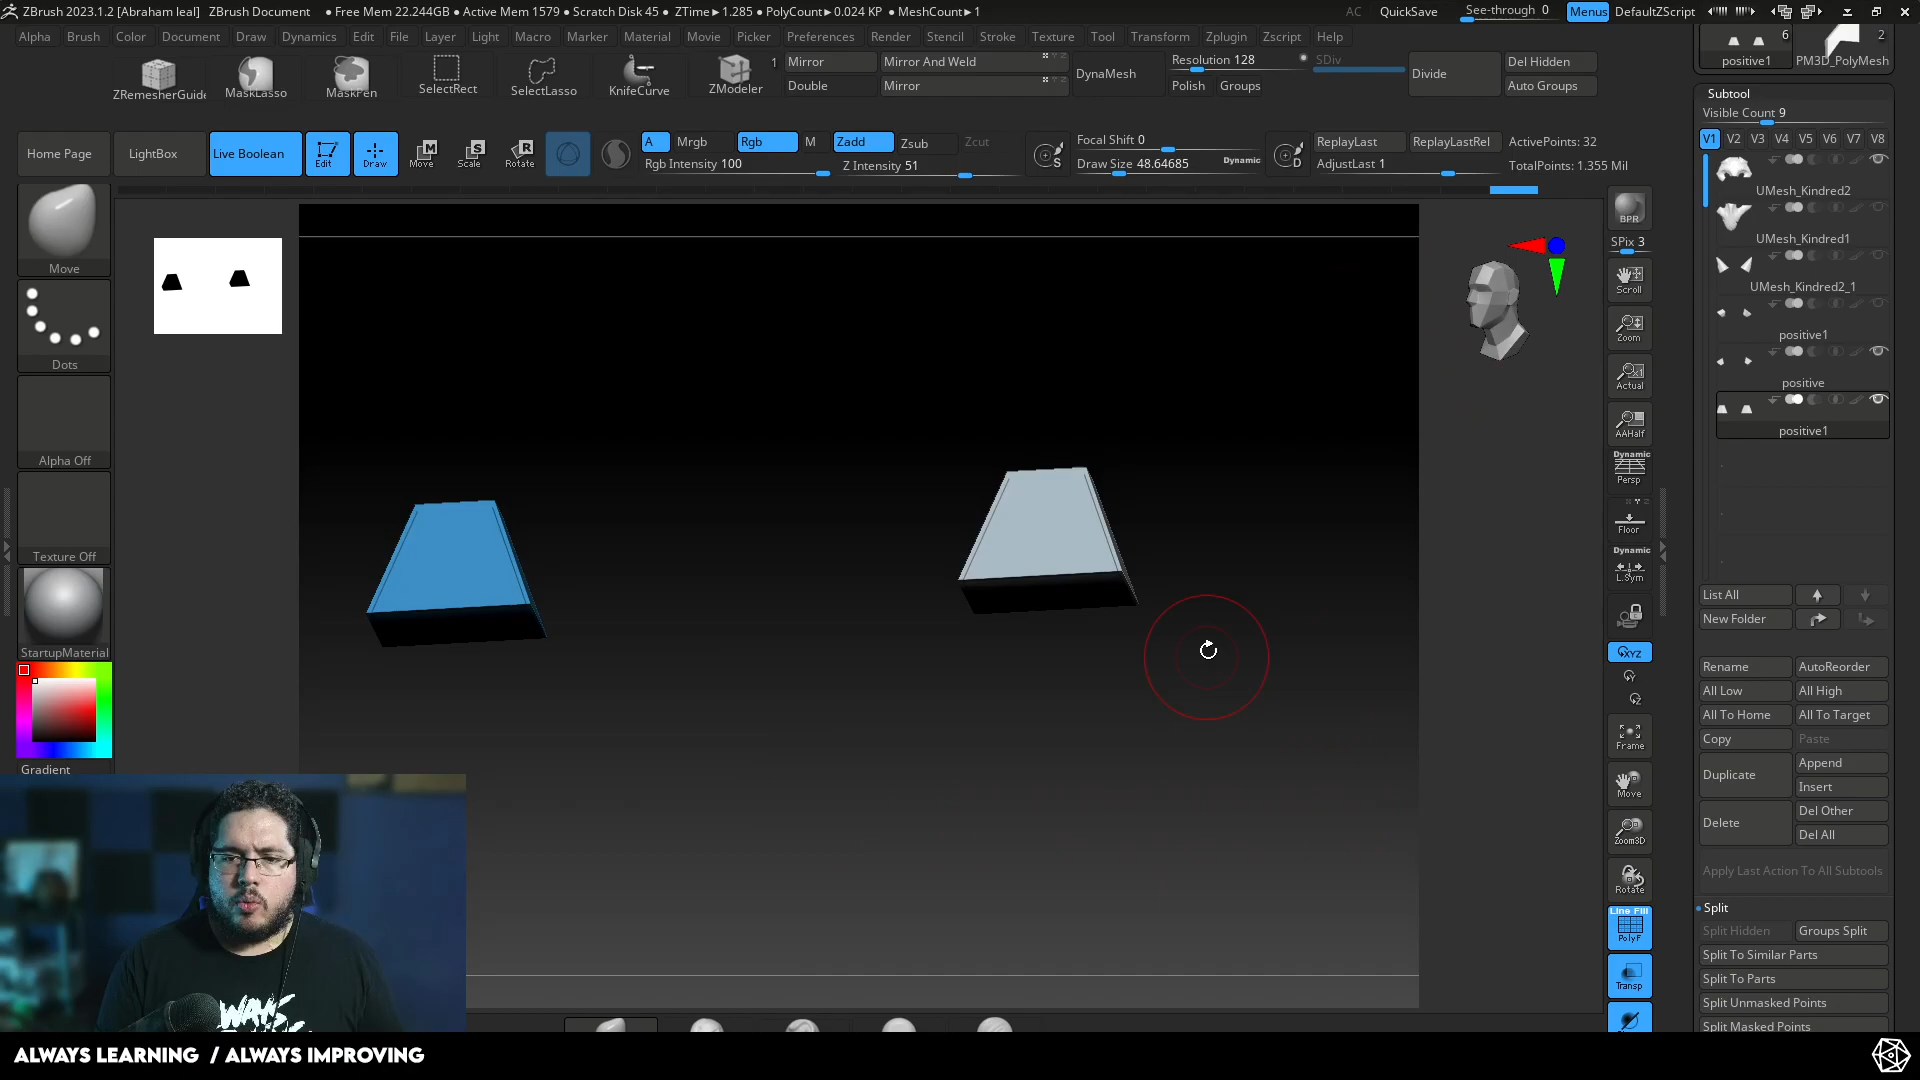 ZBrush 2023.1.2 [Abraham leal] ZBrush Document • Free Mem 22.244GB • Active Mem 1579 • Scratch Disk 45 • ZTime►1.285 • PolyCount►0.024 KP • MeshCount►1 AC QuickSave See-through 0 Menus DefaultZScript
Alpha Brush Color Document Draw Dynamics Edit File Layer Light Macro Marker Material Movie Picker Preferences Render Stencil Stroke Texture Tool Transform Zplugin Zscript Help
ZRemesherGuide MaskLasso MaskPen SelectRect SelectLasso KnifeCurve ZModeler 1
Mirror Mirror And Weld
Double Mirror
DynaMesh
Resolution 128
Polish Groups
SDiv
Divide
Del Hidden
Auto Groups
6
positive1
2
PM3D_PolyMesh
Home Page LightBox Live Boolean Edit Draw Move Scale Rotate
A Mrgb Rgb M Zadd Zsub Zcut
Rgb Intensity 100 Z Intensity 51
Focal Shift 0
Draw Size 48.64685 Dynamic
ReplayLast ReplayLastRel ActivePoints: 32
AdjustLast 1 TotalPoints: 1.355 Mil
Move
Dots
Alpha Off
Texture Off
StartupMaterial
Gradient
BPR
SPix 3
Scroll
Zoom
Actual
AAHalf
Dynamic
Persp
Floor
Dynamic
L.Sym
XYZ
Frame
Move
Zoom3D
Rotate
Line Fill
PolyF
Transp
Subtool
Visible Count 9
V1 V2 V3 V4 V5 V6 V7 V8
UMesh_Kindred2
UMesh_Kindred1
UMesh_Kindred2_1
positive1
positive
positive1
List All
New Folder
Rename AutoReorder
All Low All High
All To Home All To Target
Copy Paste
Duplicate Append
Insert
Delete Del Other
Del All
Apply Last Action To All Subtools
Split
Split Hidden Groups Split
Split To Similar Parts
Split To Parts
Split Unmasked Points
Split Masked Points
ALWAYS LEARNING / ALWAYS IMPROVING